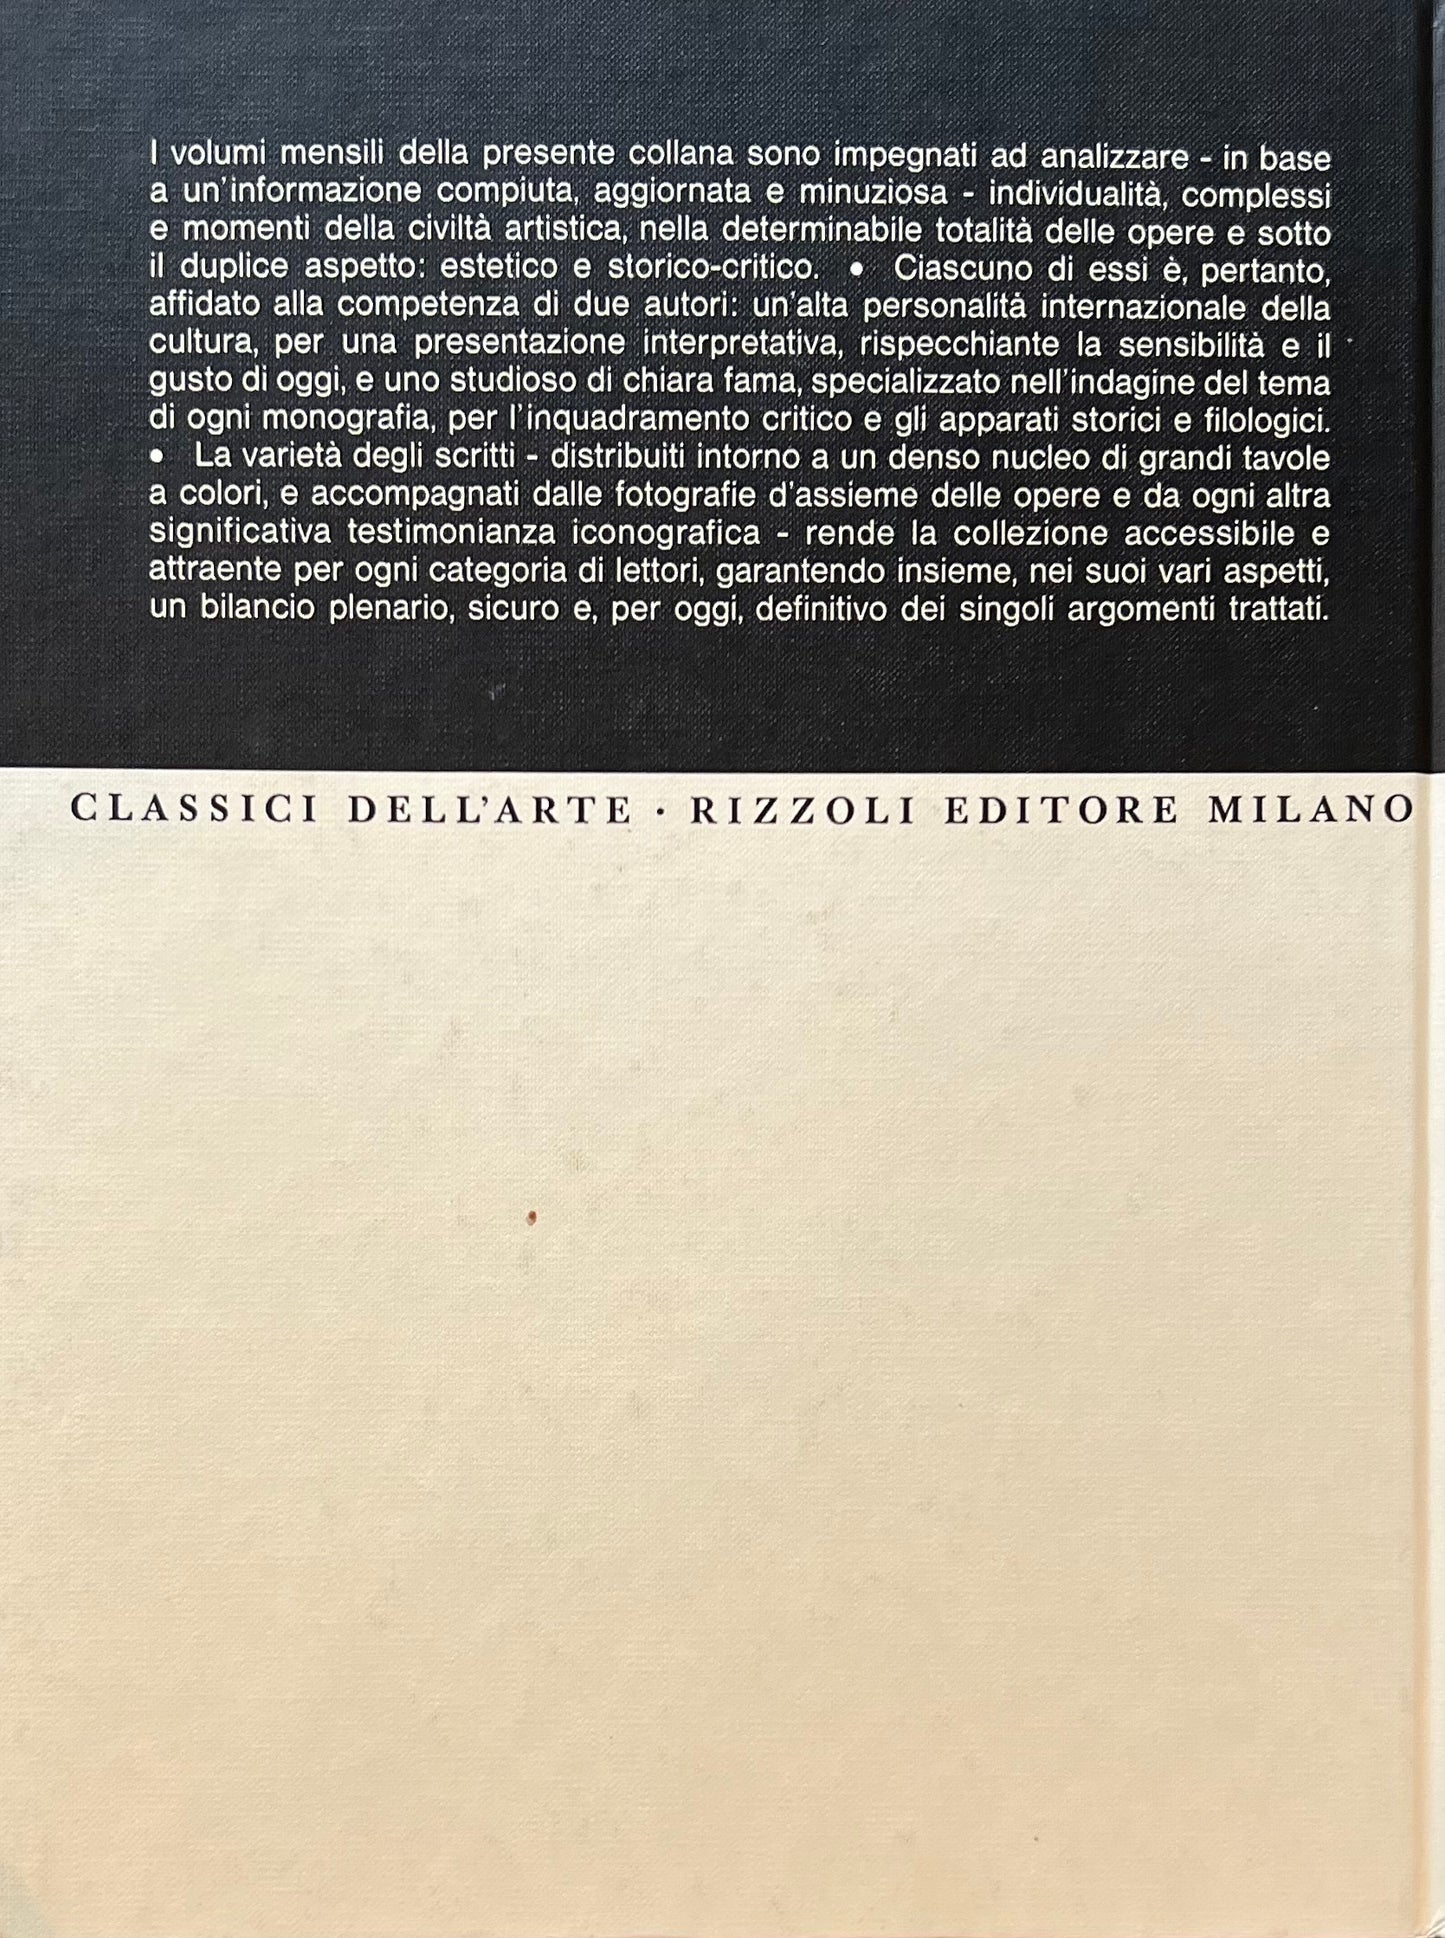 I volumi mensili della presente collana sono impegnati ad analizzare - in base
a un'informazione compiuta, aggiornata e minuziosa - individualità, complessi
e momenti della civiltà artistica, nella determinabile totalità delle opere e sotto
il duplice aspetto: estetico e storico-critico. • Ciascuno di essi è, pertanto,
affidato alla competenza di due autori: un'alta personalità internazionale della
cultura, per una presentazione interpretativa, rispecchiante la sensibilità e il
gusto di oggi, e uno studioso di chiara fama, specializzato nell'indagine del tema
di ogni monografia, per l'inquadramento critico e gli apparati storici e filologici.
• La varietà degli scritti - distribuiti intorno a un denso nucleo di grandi tavole
a colori, e accompagnati dalle fotografie d'assieme delle opere e da ogni altra
significativa testimonianza iconografica - rende la collezione accessibile e
attraente per ogni categoria di lettori, garantendo insieme, nei suoi vari aspetti,
un bilancio plenario, sicuro e, per oggi, definitivo dei singoli argomenti trattati.
CLASSICI DELL'ARTE · RIZZOLI EDITORE MILANO